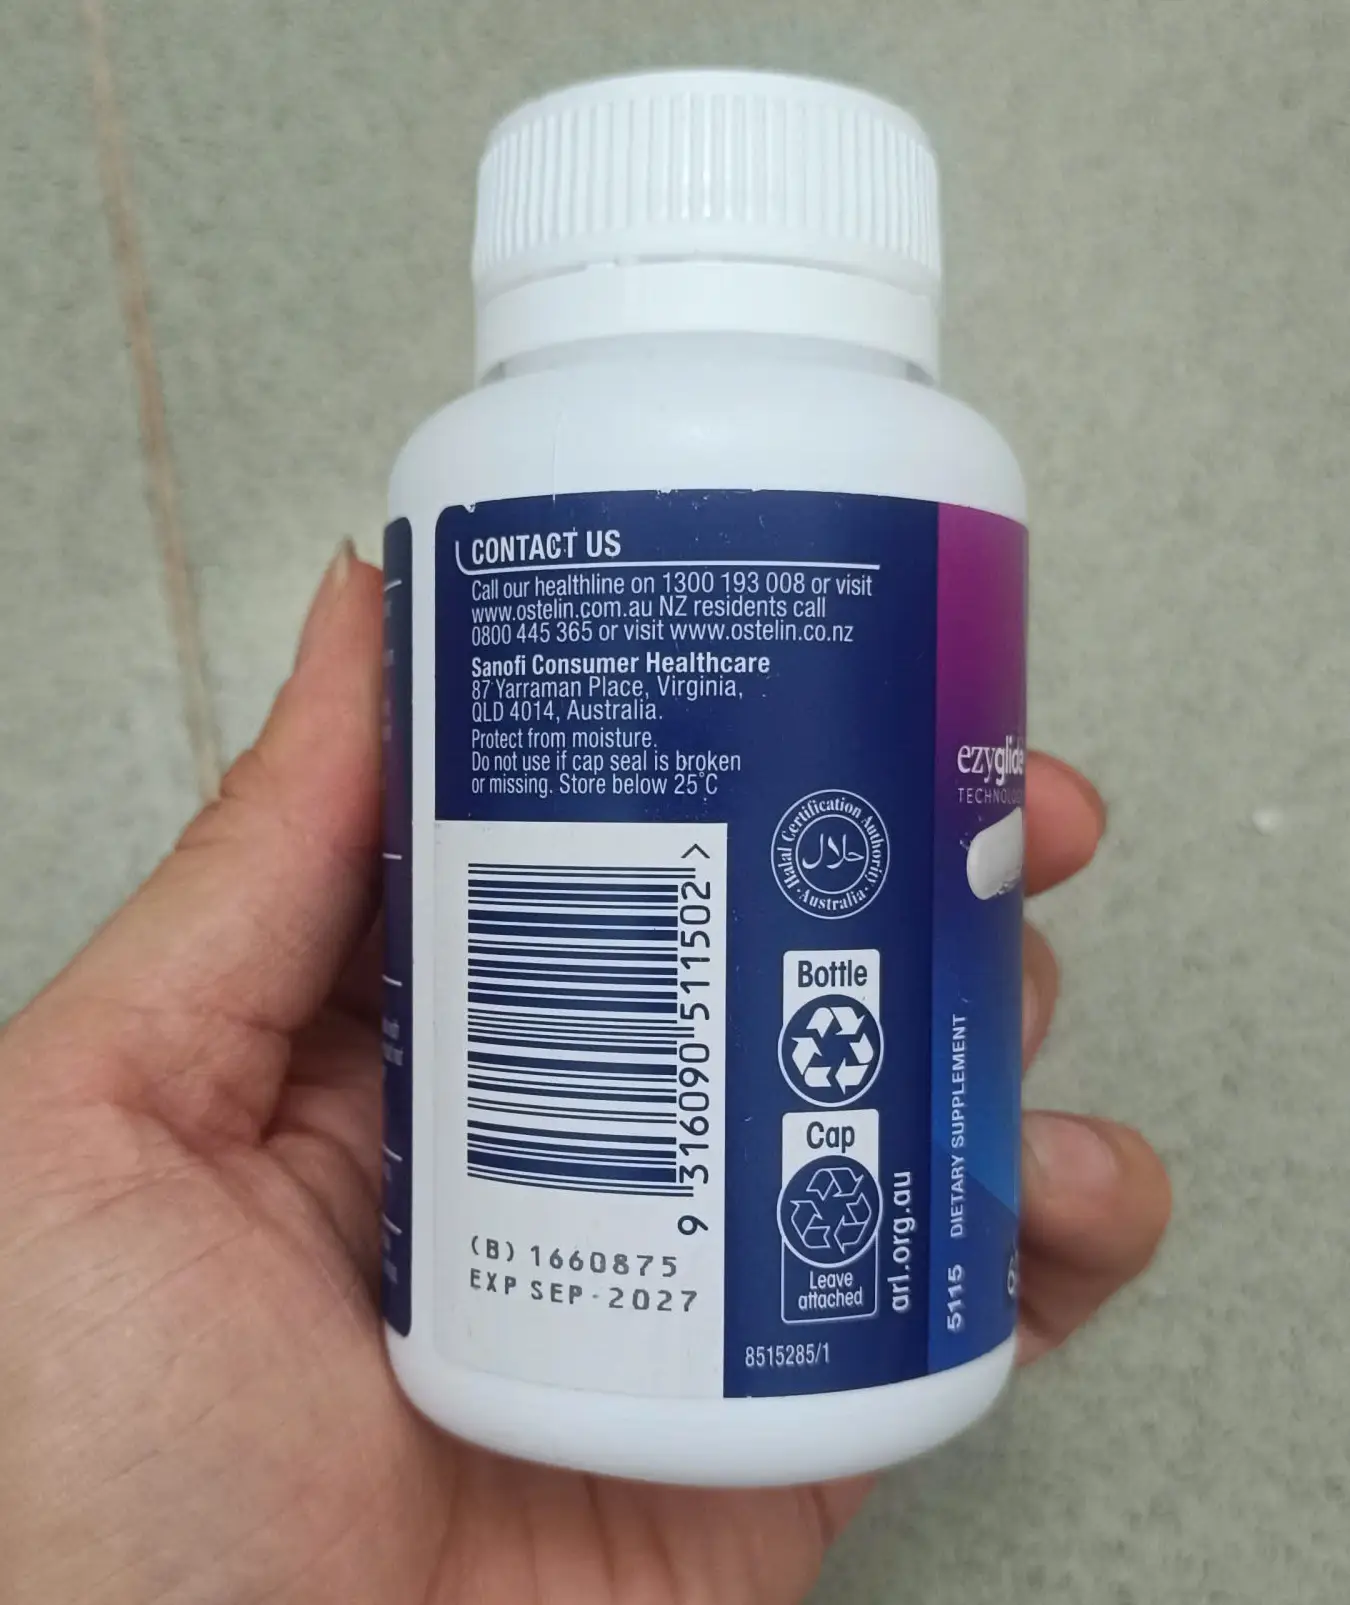 CONTACT US
Call our healthline on 1300 193 008 or visit
www.ostelin.com.au NZ residents call
0800 445 365 or visit www.ostelin.co.nz
Sanofi Consumer Healthcare
87 Yarraman Place, Virginia,
QLD 4014, Australia.
Protect from moisture.
Do not use if cap seal is broken
or missing. Store below 25°C
9 316090 511502 >
(B) 1660875
EXP SEP-2027
Halal Certification Authority
حلال
· Australia ·
Bottle
Cap
Leave
attached
arl.org.au
8515285/1
ezyglide
TECHNOLOGY
5115 DIETARY SUPPLEMENT